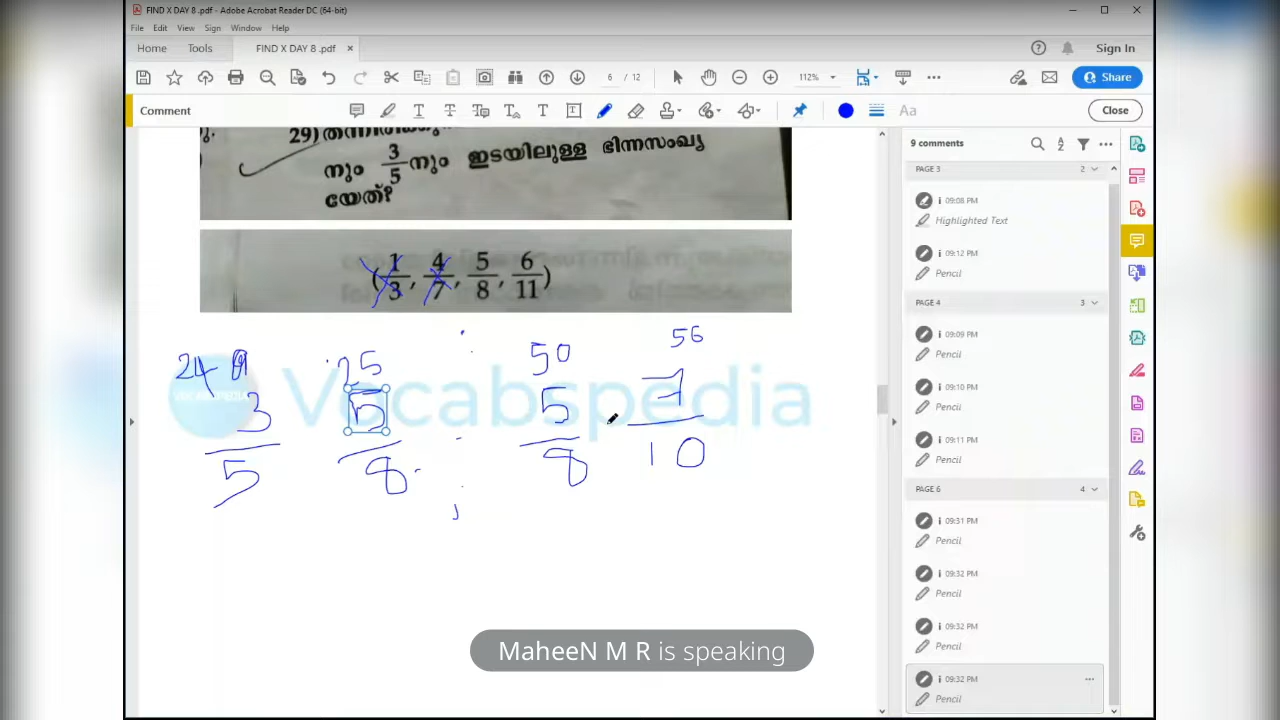 FIND X DAY 8 .pdf - Adobe Acrobat Reader DC (64-bit)
File Edit View Sign Window Help
Home Tools FIND X DAY 8 .pdf × Sign In
6 / 12 112% Share
Comment Aa Close
നും 3/5 നും ഇടയിലുള്ള ഭിന്നസംഖ്യ
യേത്?
(1/3, 4/7, 5/8, 6/11)
24 25 50 56
3/5 5/8 5/8 7/10
Vocabspedia
9 comments
PAGE 3 2
i 09:08 PM
Highlighted Text
i 09:12 PM
Pencil
PAGE 4 3
i 09:09 PM
Pencil
i 09:10 PM
Pencil
i 09:11 PM
Pencil
PAGE 6 4
i 09:31 PM
Pencil
i 09:32 PM
Pencil
i 09:32 PM
Pencil
i 09:32 PM
Pencil
MaheeN M R is speaking